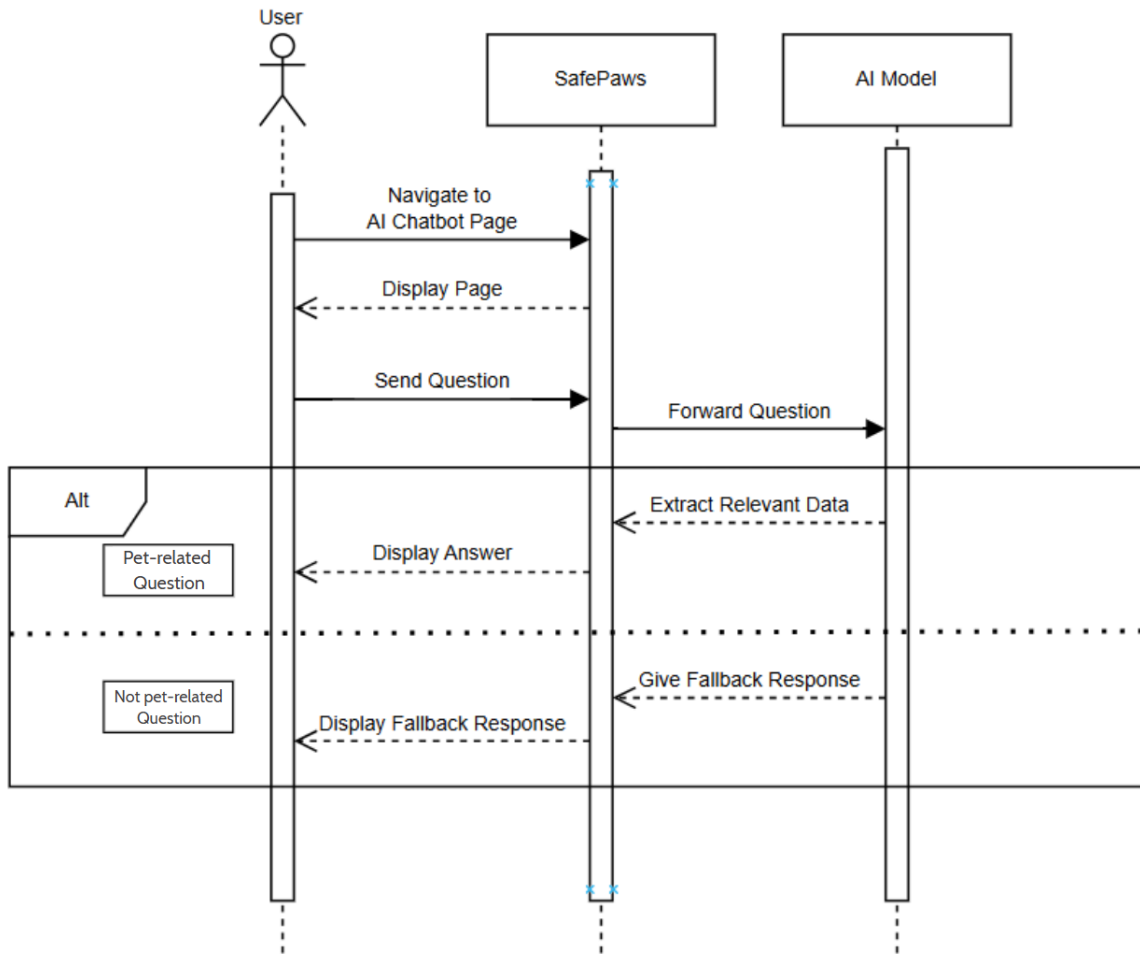 User
SafePaws
AI Model
Navigate to
AI Chatbot Page
Display Page
Send Question
Forward Question
Alt
Extract Relevant Data
Display Answer
Pet-related
Question
Give Fallback Response
Not pet-related
Question
Display Fallback Response